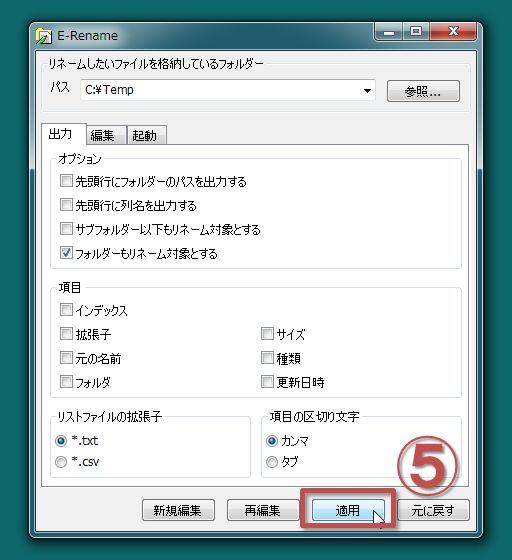 E-Rename
リネームしたいファイルを格納しているフォルダー
パス C:¥Temp 参照...
出力 編集 起動
オプション
先頭行にフォルダーのパスを出力する
先頭行に列名を出力する
サブフォルダー以下もリネーム対象とする
フォルダーもリネーム対象とする
項目
インデックス
拡張子 サイズ
元の名前 種類
フォルダ 更新日時
リストファイルの拡張子 項目の区切り文字
*.txt カンマ
*.csv タブ
⑤
新規編集 再編集 適用 元に戻す